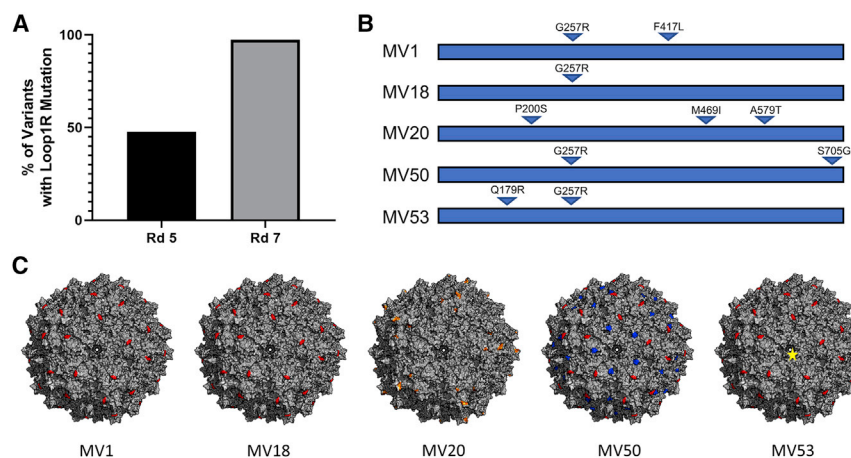 A
% of Variants
with Loop1R Mutation
100
50
0
Rd 5
Rd 7
B
G257R
F417L
MV1
G257R
MV18
P200S
M469I
A579T
MV20
G257R
S705G
MV50
Q179R
G257R
MV53
C
MV1
MV18
MV20
MV50
MV53